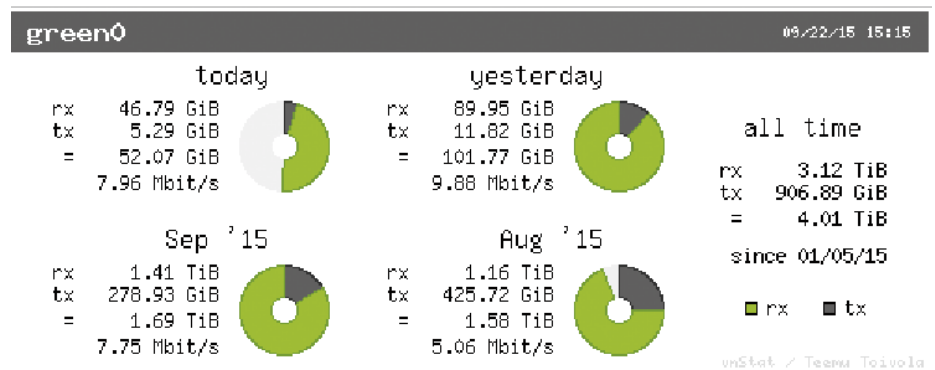 green0
09/22/15 15:15
today
rx 46.79 GiB
tx 5.29 GiB
= 52.07 GiB
7.96 Mbit/s
yesterday
rx 89.95 GiB
tx 11.82 GiB
= 101.77 GiB
9.88 Mbit/s
Sep '15
rx 1.41 TiB
tx 278.93 GiB
= 1.69 TiB
7.75 Mbit/s
Aug '15
rx 1.16 TiB
tx 425.72 GiB
= 1.58 TiB
5.06 Mbit/s
all time
rx 3.12 TiB
tx 906.89 GiB
= 4.01 TiB
since 01/05/15
rx tx
vnStat / Teemu Toivola